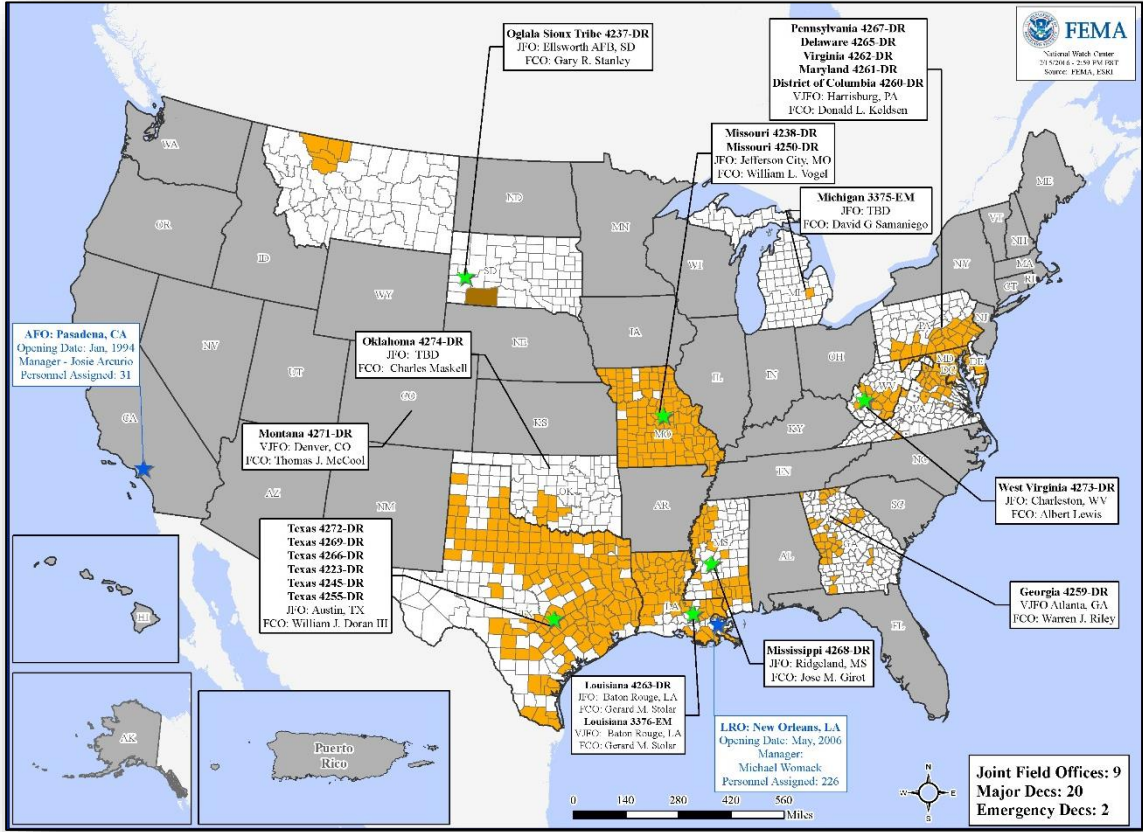 FEMA
National Watch Center
Source: FEMA, ESRI
Oglala Sioux Tribe 4237-DR
JFO: Ellsworth AFB, SD
FCO: Gary R. Stanley
Pennsylvania 4267-DR
Delaware 4265-DR
Virginia 4262-DR
Maryland 4261-DR
District of Columbia 4260-DR
VJFO: Harrisburg, PA
FCO: Donald L. Keldsen
Missouri 4238-DR
Missouri 4250-DR
JFO: Jefferson City, MO
FCO: William L. Vogel
Michigan 3375-EM
JFO: TBD
FCO: David G Samaniego
AFO: Pasadena, CA
Opening Date: Jan, 1994
Manager - Josie Arcurio
Personnel Assigned: 31
Oklahoma 4274-DR
JFO: TBD
FCO: Charles Maskell
Montana 4271-DR
VJFO: Denver, CO
FCO: Thomas J. McCool
West Virginia 4273-DR
JFO: Charleston, WV
FCO: Albert Lewis
Texas 4272-DR
Texas 4269-DR
Texas 4266-DR
Texas 4223-DR
Texas 4245-DR
Texas 4255-DR
JFO: Austin, TX
FCO: William J. Doran III
Georgia 4259-DR
VJFO Atlanta, GA
FCO: Warren J. Riley
Mississippi 4268-DR
JFO: Ridgeland, MS
FCO: Jose M. Girot
Louisiana 4263-DR
JFO: Baton Rouge, LA
FCO: Gerard M. Stolar
Louisiana 3376-EM
VJFO: Baton Rouge, LA
FCO: Gerard M. Stolar
LRO: New Orleans, LA
Opening Date: May, 2006
Manager:
Michael Womack
Personnel Assigned: 226
WA
OR
ID
MT
ND
SD
MN
WI
MI
WY
NE
IA
IL
IN
OH
PA
NY
VT
NH
ME
MA
RI
CT
NJ
MD
DE
DC
WV
VA
KY
NC
SC
TN
GA
AL
MS
FL
LA
AR
MO
KS
OK
TX
NM
CO
UT
AZ
NV
CA
HI
AK
Puerto
Rico
N
W
E
S
0 140 280 420 560
Miles
Joint Field Offices: 9
Major Decs: 20
Emergency Decs: 2